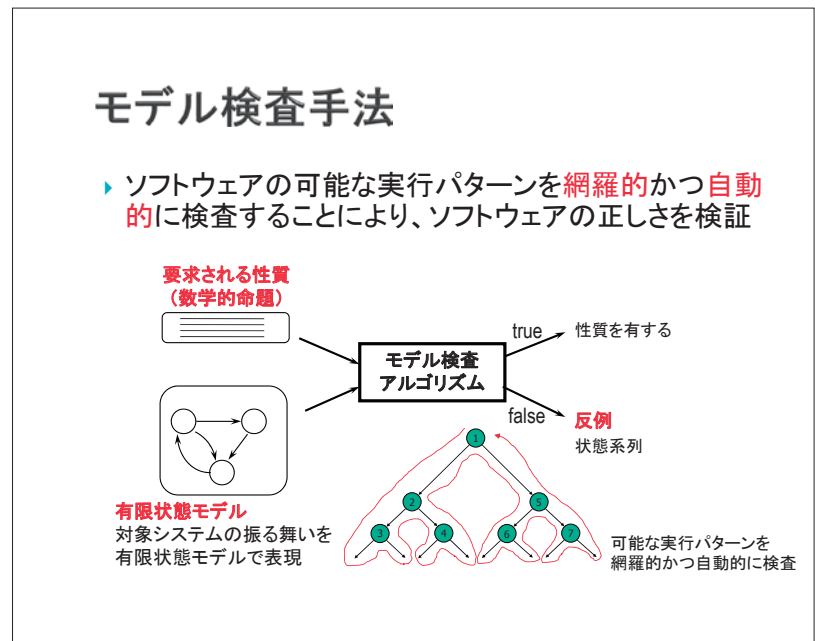 モデル検査手法
ソフトウェアの可能な実行パターンを網羅的かつ自動
的に検査することにより、ソフトウェアの正しさを検証
要求される性質
(数学的命題)
モデル検査
アルゴリズム
true
性質を有する
false
反例
状態系列
有限状態モデル
対象システムの振る舞いを
有限状態モデルで表現
1
2
5
3
4
6
7
可能な実行パターンを
網羅的かつ自動的に検査